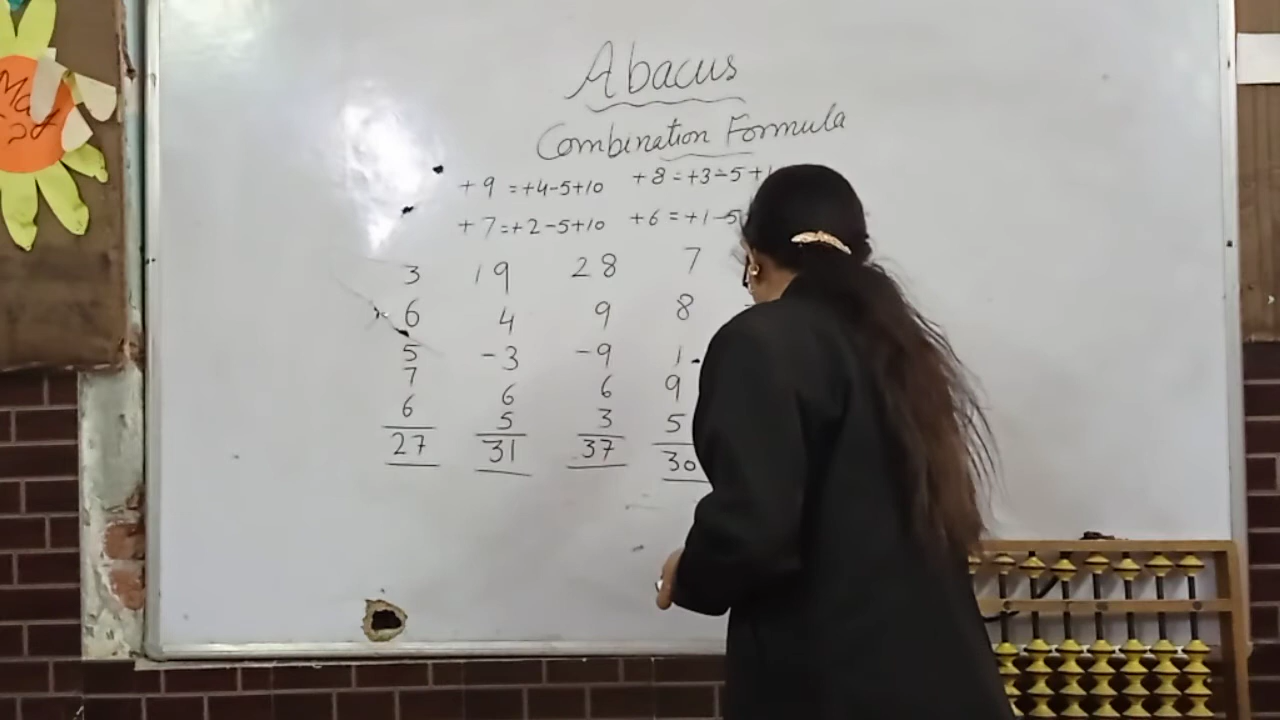 May
Abacus
Combination Formula
+9 =+4-5+10 +8=+3-5+1
+7=+2-5+10 +6=+1-5
3 19 28 7
6 4 9 8
5 -3 -9 1
7 6 6 9
6 5 3 5
27 31 37 30